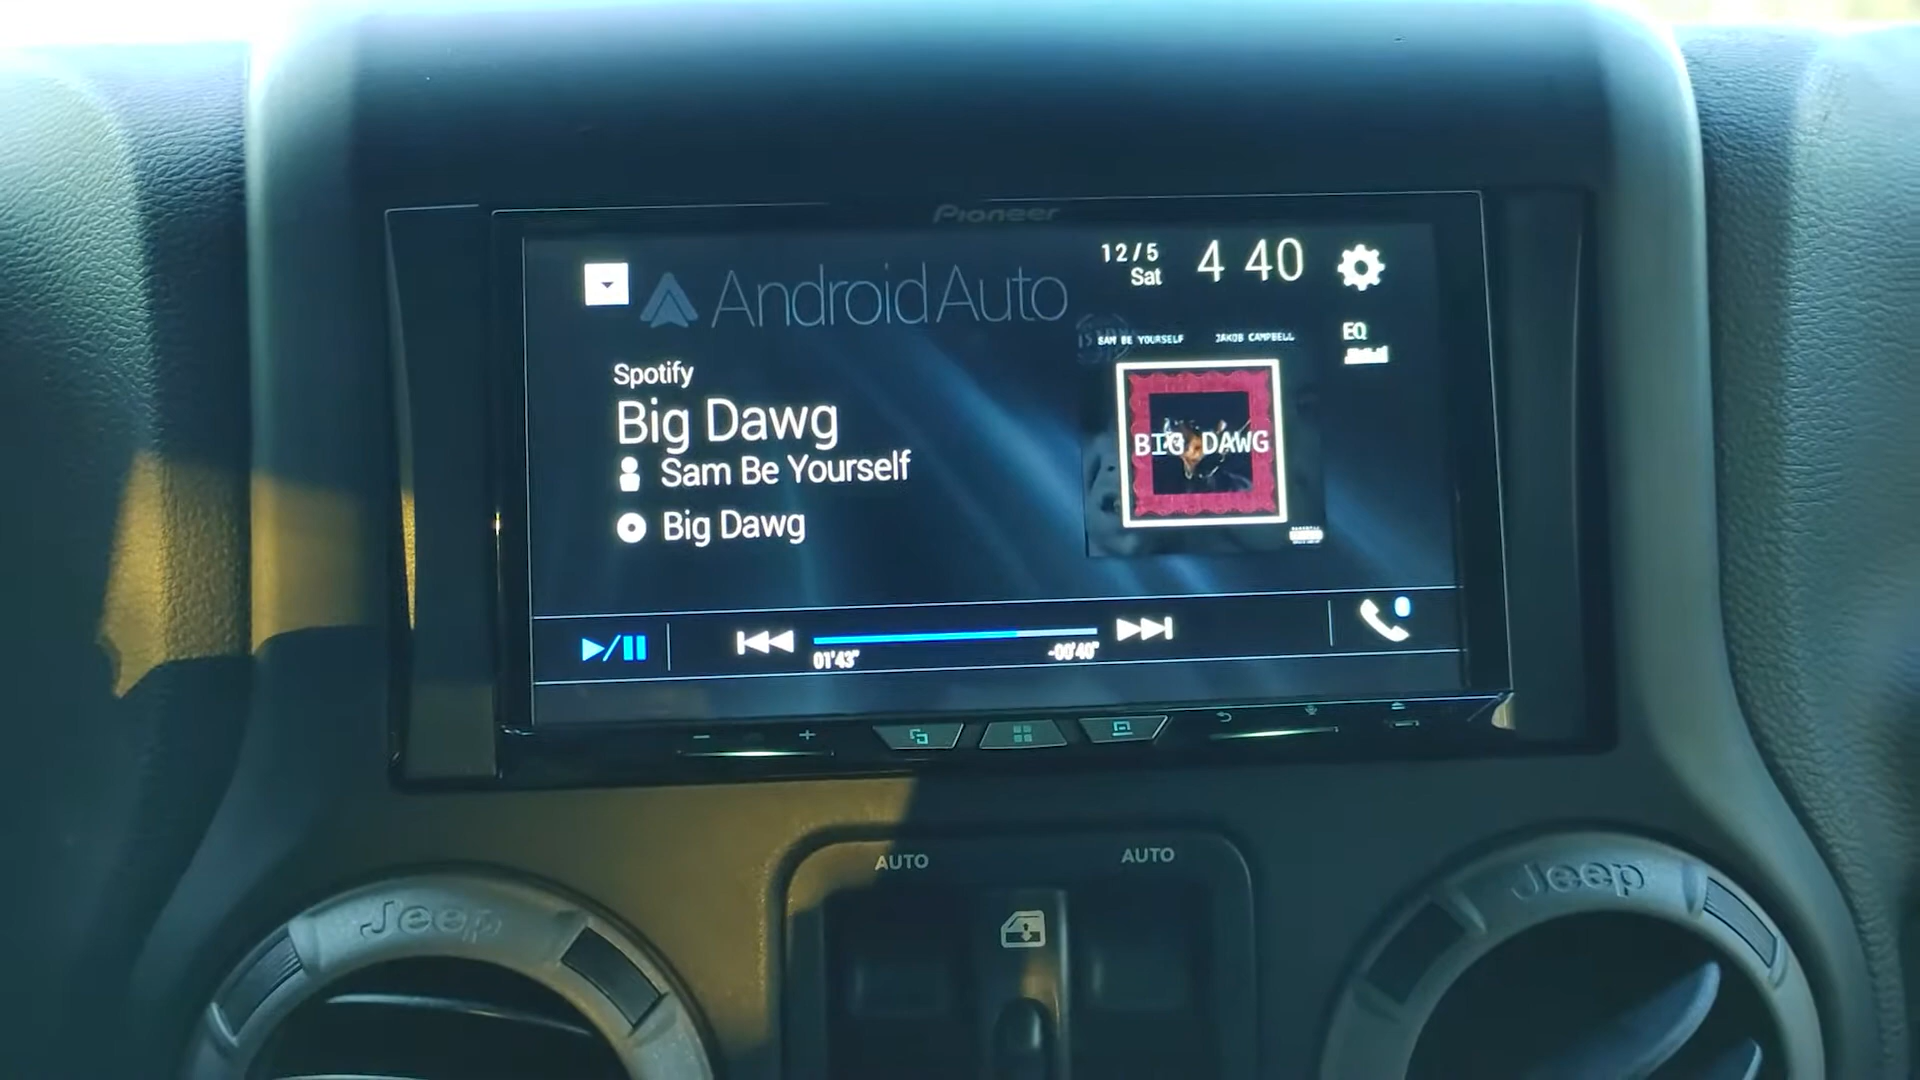 Pioneer
Android Auto
12/5
Sat
4 40
EQ
SAM BE YOURSELF
JAKOB CAMPBELL
Spotify
Big Dawg
Sam Be Yourself
Big Dawg
BIG DAWG
01'43"
-00'40"
AUTO
AUTO
Jeep
Jeep